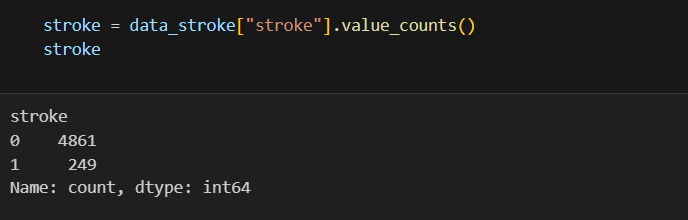 stroke = data_stroke["stroke"].value_counts()
stroke
stroke
0    4861
1     249
Name: count, dtype: int64